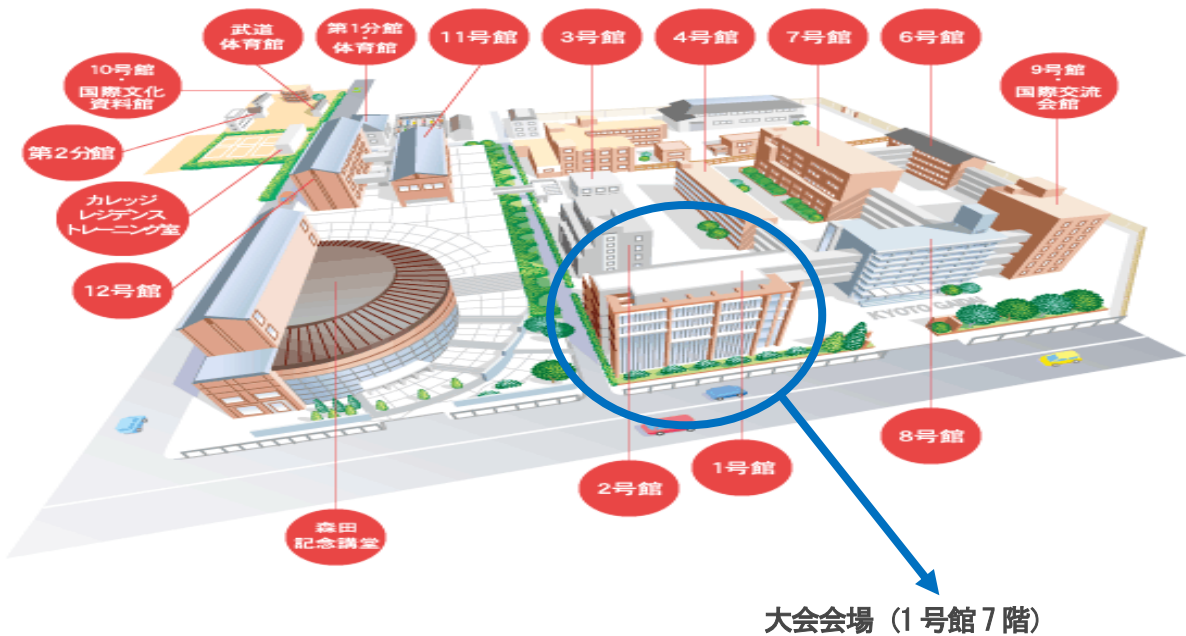 武道
体育館
第1分館
・
体育館
11号館
3号館
4号館
7号館
6号館
9号館
・
国際交流
会館
10号館
・
国際文化
資料館
第2分館
カレッジ
レジデンス
トレーニング室
12号館
KYOTO GAIDAI
8号館
1号館
2号館
森田
記念講堂
大会会場（1号館7階）